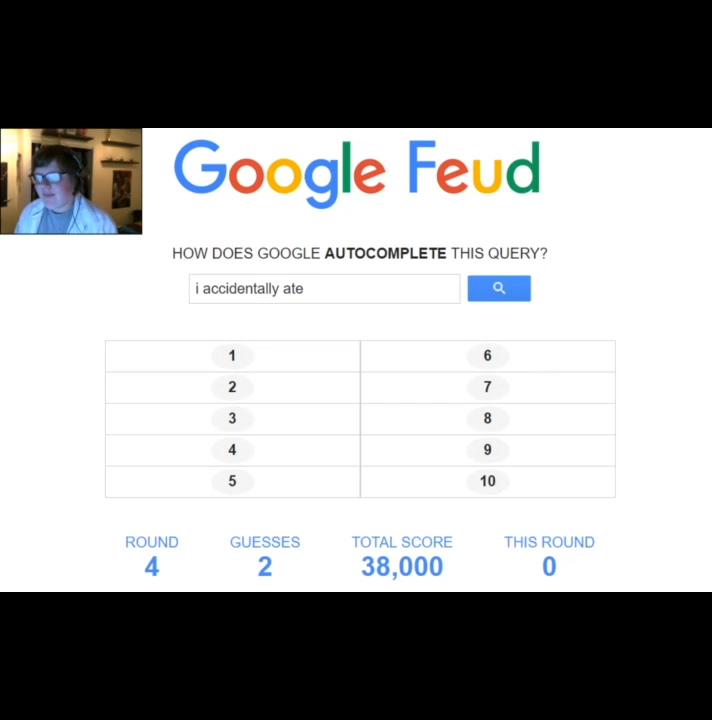 Google Feud
HOW DOES GOOGLE AUTOCOMPLETE THIS QUERY?
i accidentally ate
1 6
2 7
3 8
4 9
5 10
ROUND GUESSES TOTAL SCORE THIS ROUND
4 2 38,000 0